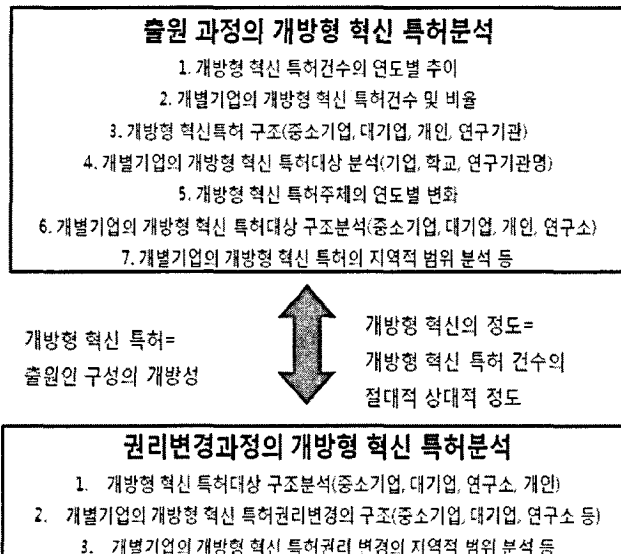 출원 과정의 개방형 혁신 특허분석
1. 개방형 혁신 특허건수의 연도별 추이
2. 개별기업의 개방형 혁신 특허건수 및 비율
3. 개방형 혁신특허 구조(중소기업, 대기업, 개인, 연구기관)
4. 개별기업의 개방형 혁신 특허대상 분석(기업, 학교, 연구기관명)
5. 개방형 혁신 특허주체의 연도별 변화
6. 개별기업의 개방형 혁신 특허대상 구조분석(중소기업, 대기업, 개인, 연구소)
7. 개별기업의 개방형 혁신 특허의 지역적 범위 분석 등
개방형 혁신 특허=
출원인 구성의 개방성
개방형 혁신의 정도=
개방형 혁신 특허 건수의
절대적 상대적 정도
권리변경과정의 개방형 혁신 특허분석
1. 개방형 혁신 특허대상 구조분석(중소기업, 대기업, 연구소, 개인)
2. 개별기업의 개방형 혁신 특허권리변경의 구조(중소기업, 대기업, 연구소 등)
3. 개별기업의 개방형 혁신 특허권리 변경의 지역적 범위 분석 등